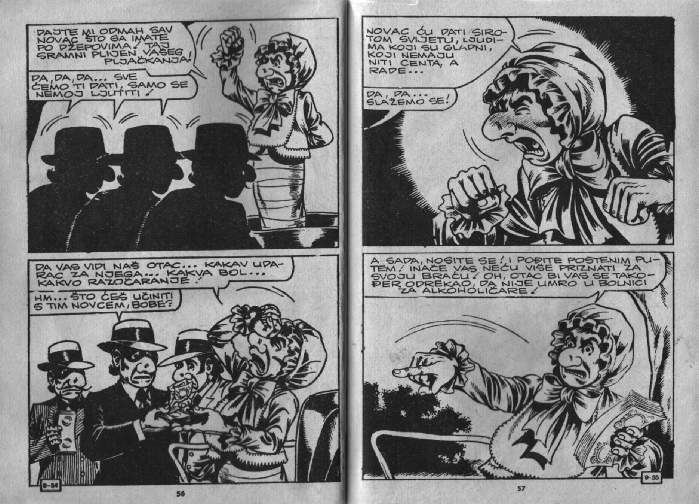 DAJTE MI ODMAH SAV
NOVAC ŠTO GA IMATE
PO DŽEPOVIMA! TAJ
SRAMNI PLIJEN VAŠEG
PLJAČKANJA!
DA, DA, DA... SVE
ĆEMO TI DATI, SAMO SE
NEMOJ LJUTITI!
DA VAS VIDI NAŠ OTAC... KAKAV UDA-
RAC ZA NJEGA... KAKVA BOL...
KAKVO RAZOČARANJE!
HM... ŠTO ĆEŠ UČINITI
S TIM NOVCEM, BOBE?
9-54
56
NOVAC ĆU DATI SIRO-
TOM SVIJETU, LJUDI-
MA KOJI SU GLADNI,
KOJI NEMAJU
NITI CENTA, A
RADE...
DA, DA...
SLAŽEMO SE!
A SADA, NOSITE SE! I POĐITE POŠTENIM PU-
TEM! INAČE VAS NEĆU VIŠE PRIZNATI ZA
SVOJU BRAĆU! OH, OTAC BI VAS SE TAKO-
ĐER ODREKAO, DA NIJE UMRO U BOLNICI
ZA ALKOHOLIČARE!
57
9-55